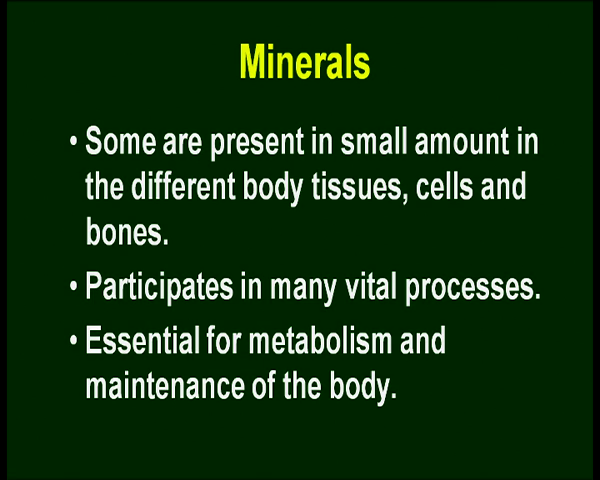 Minerals
• Some are present in small amount in
the different body tissues, cells and
bones.
• Participates in many vital processes.
• Essential for metabolism and
maintenance of the body.